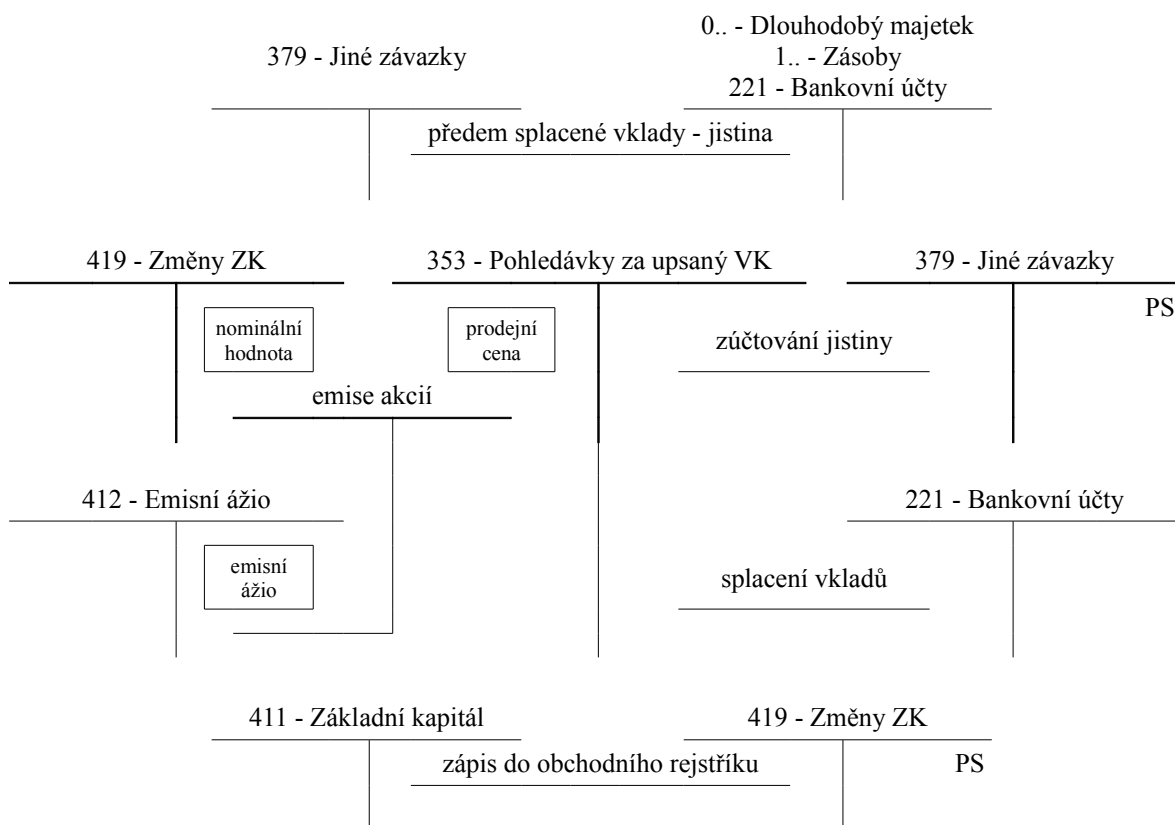 0.. - Dlouhodobý majetek
379 - Jiné závazky
1.. - Zásoby
221 - Bankovní účty
předem splacené vklady - jistina
419 - Změny ZK
353 - Pohledávky za upsaný VK
379 - Jiné závazky
PS
nominální
hodnota
prodejní
cena
zúčtování jistiny
emise akcií
412 - Emisní ážio
221 - Bankovní účty
emisní
ážio
splacení vkladů
411 - Základní kapitál
419 - Změny ZK
zápis do obchodního rejstříku
PS